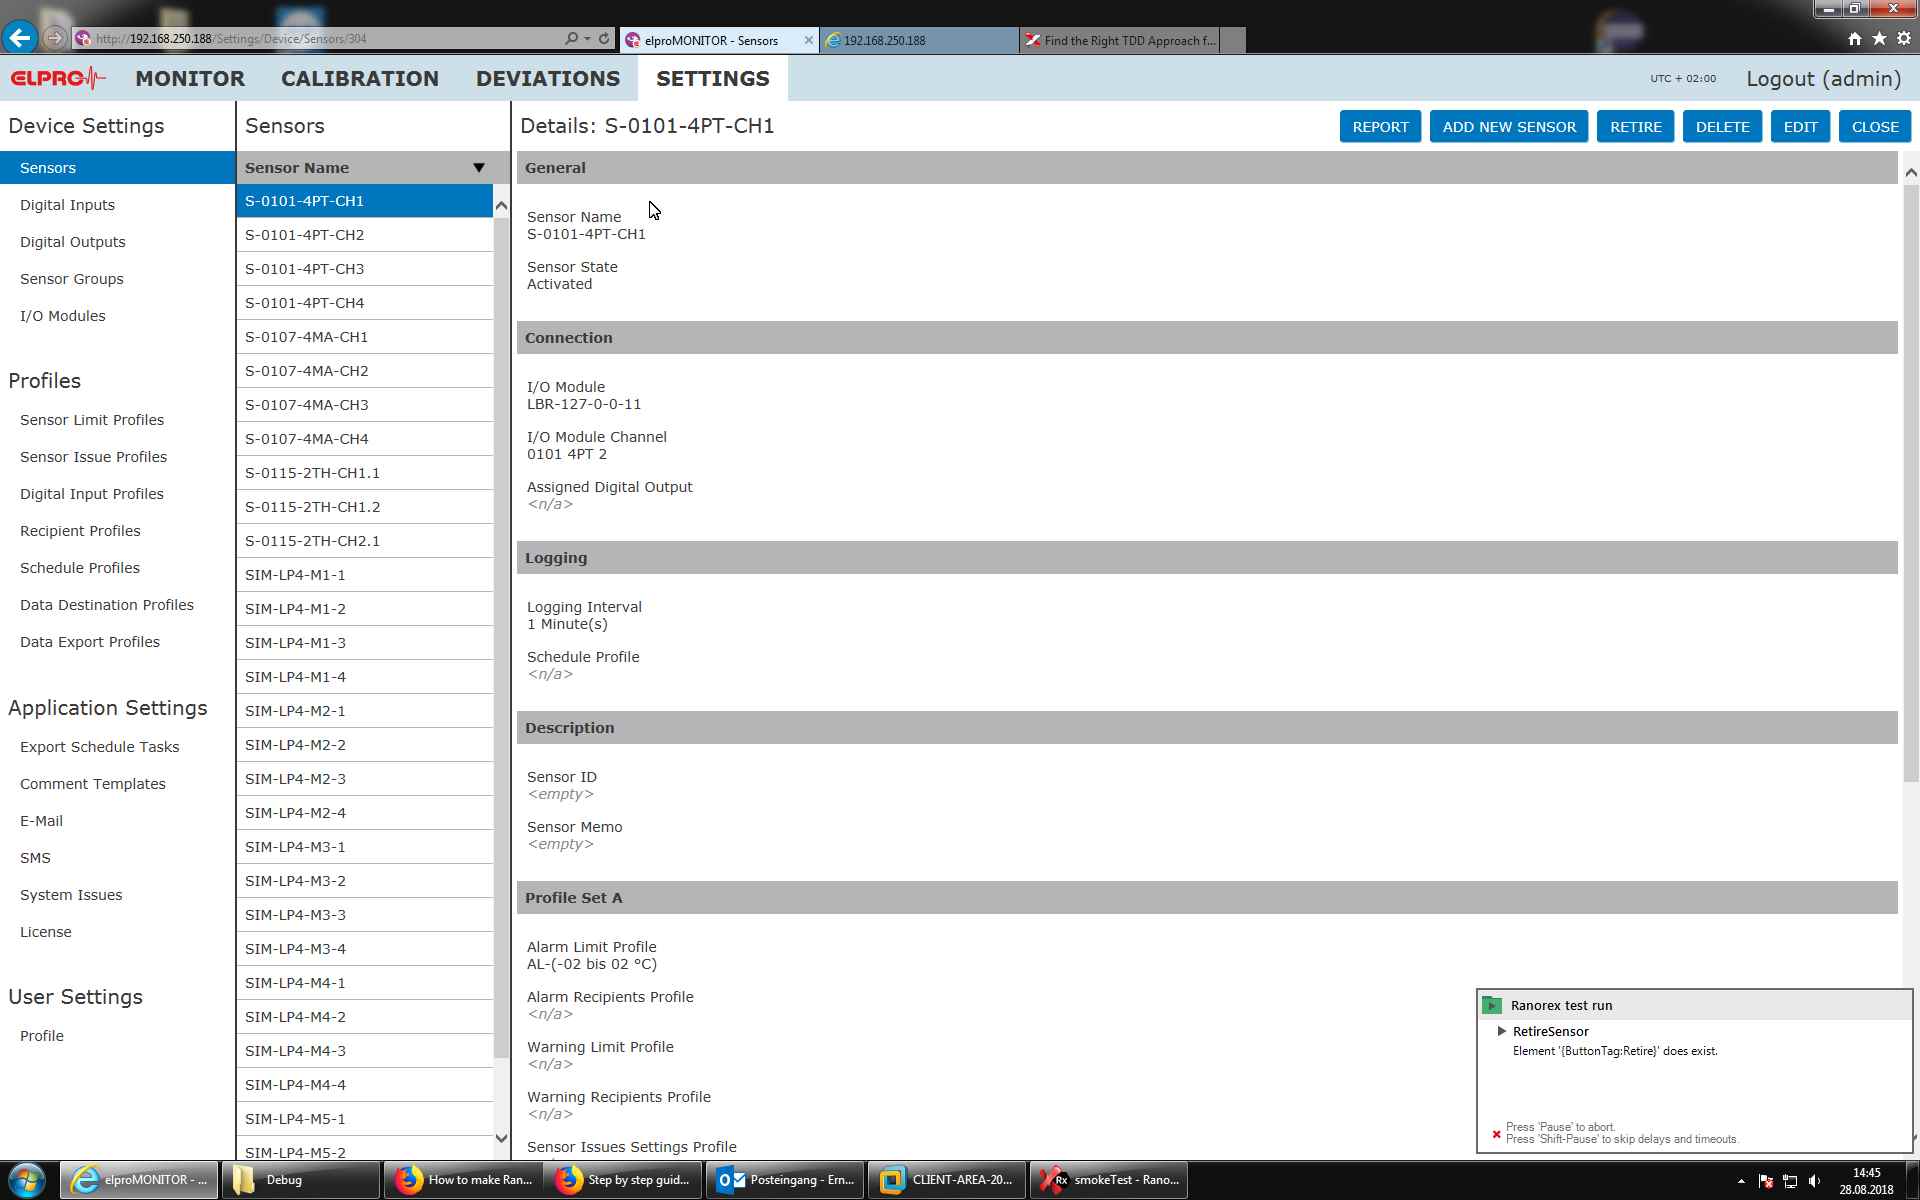 http://192.168.250.188/Settings/Device/Sensors/304
elproMONITOR - Sensors
192.168.250.188
Find the Right TDD Approach f...
ELPRO
MONITOR
CALIBRATION
DEVIATIONS
SETTINGS
UTC + 02:00
Logout (admin)
Device Settings
Sensors
Digital Inputs
Digital Outputs
Sensor Groups
I/O Modules
Profiles
Sensor Limit Profiles
Sensor Issue Profiles
Digital Input Profiles
Recipient Profiles
Schedule Profiles
Data Destination Profiles
Data Export Profiles
Application Settings
Export Schedule Tasks
Comment Templates
E-Mail
SMS
System Issues
License
User Settings
Profile
Sensors
Sensor Name
S-0101-4PT-CH1
S-0101-4PT-CH2
S-0101-4PT-CH3
S-0101-4PT-CH4
S-0107-4MA-CH1
S-0107-4MA-CH2
S-0107-4MA-CH3
S-0107-4MA-CH4
S-0115-2TH-CH1.1
S-0115-2TH-CH1.2
S-0115-2TH-CH2.1
SIM-LP4-M1-1
SIM-LP4-M1-2
SIM-LP4-M1-3
SIM-LP4-M1-4
SIM-LP4-M2-1
SIM-LP4-M2-2
SIM-LP4-M2-3
SIM-LP4-M2-4
SIM-LP4-M3-1
SIM-LP4-M3-2
SIM-LP4-M3-3
SIM-LP4-M3-4
SIM-LP4-M4-1
SIM-LP4-M4-2
SIM-LP4-M4-3
SIM-LP4-M4-4
SIM-LP4-M5-1
SIM-LP4-M5-2
Details: S-0101-4PT-CH1
REPORT
ADD NEW SENSOR
RETIRE
DELETE
EDIT
CLOSE
General
Sensor Name
S-0101-4PT-CH1
Sensor State
Activated
Connection
I/O Module
LBR-127-0-0-11
I/O Module Channel
0101 4PT 2
Assigned Digital Output
<n/a>
Logging
Logging Interval
1 Minute(s)
Schedule Profile
<n/a>
Description
Sensor ID
<empty>
Sensor Memo
<empty>
Profile Set A
Alarm Limit Profile
AL-(-02 bis 02 °C)
Alarm Recipients Profile
<n/a>
Warning Limit Profile
<n/a>
Warning Recipients Profile
<n/a>
Sensor Issues Settings Profile
Ranorex test run
RetireSensor
Element '{ButtonTag:Retire}' does exist.
Press 'Pause' to abort.
Press 'Shift-Pause' to skip delays and timeouts.
elproMONITOR - ...
Debug
How to make Ran...
Step by step guid...
Posteingang - Ern...
CLIENT-AREA-20...
Rx
smokeTest - Rano...
14:45
28.08.2018